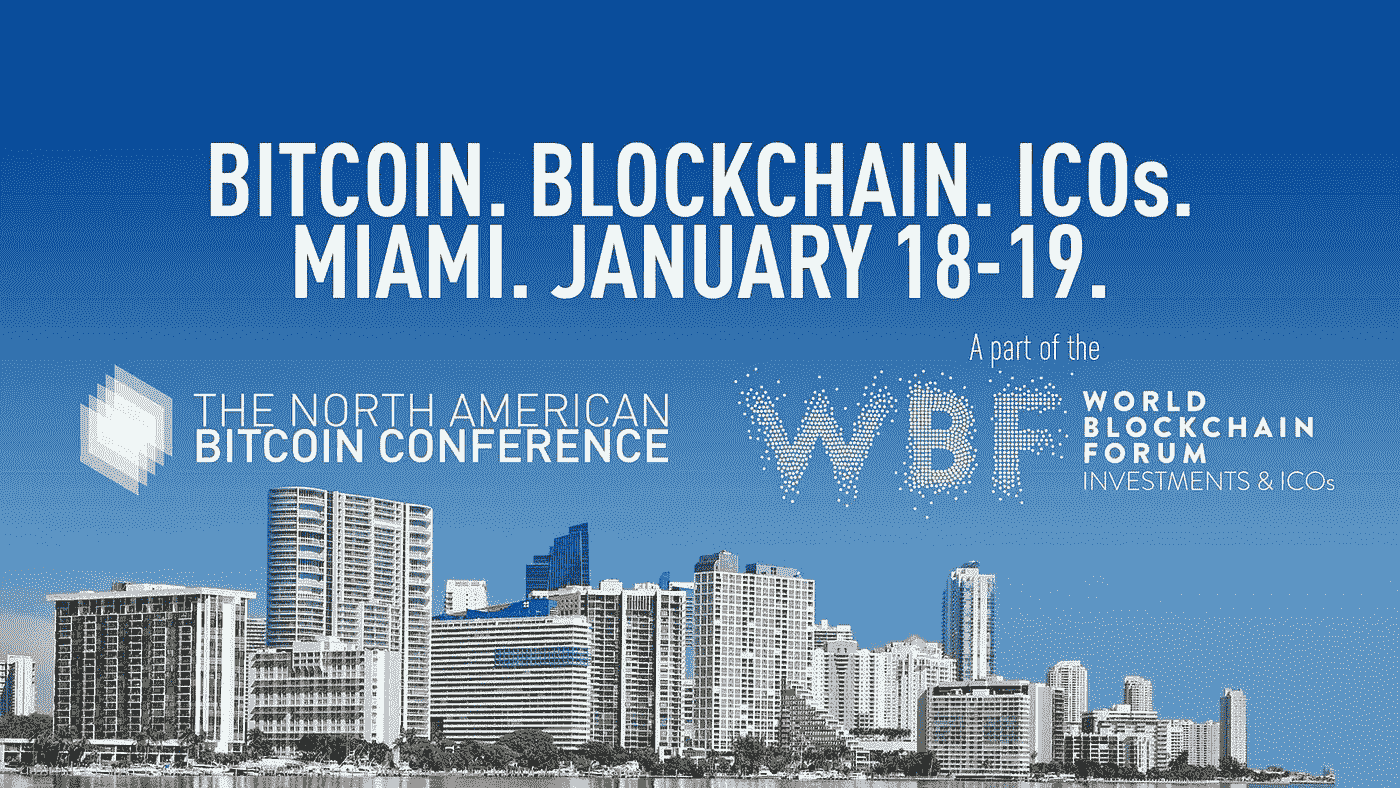 BITCOIN. BLOCKCHAIN. ICOs.
MIAMI. JANUARY 18-19.
THE NORTH AMERICAN
BITCOIN CONFERENCE
A part of the
WBF
WORLD
BLOCKCHAIN
FORUM
INVESTMENTS & ICOs